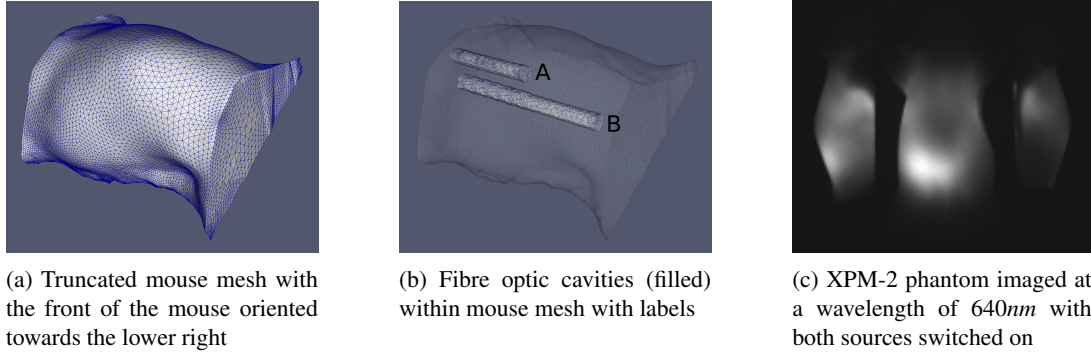 A
B
(a) Truncated mouse mesh with
the front of the mouse oriented
towards the lower right
(b) Fibre optic cavities (filled)
within mouse mesh with labels
(c) XPM-2 phantom imaged at
a wavelength of 640nm with
both sources switched on